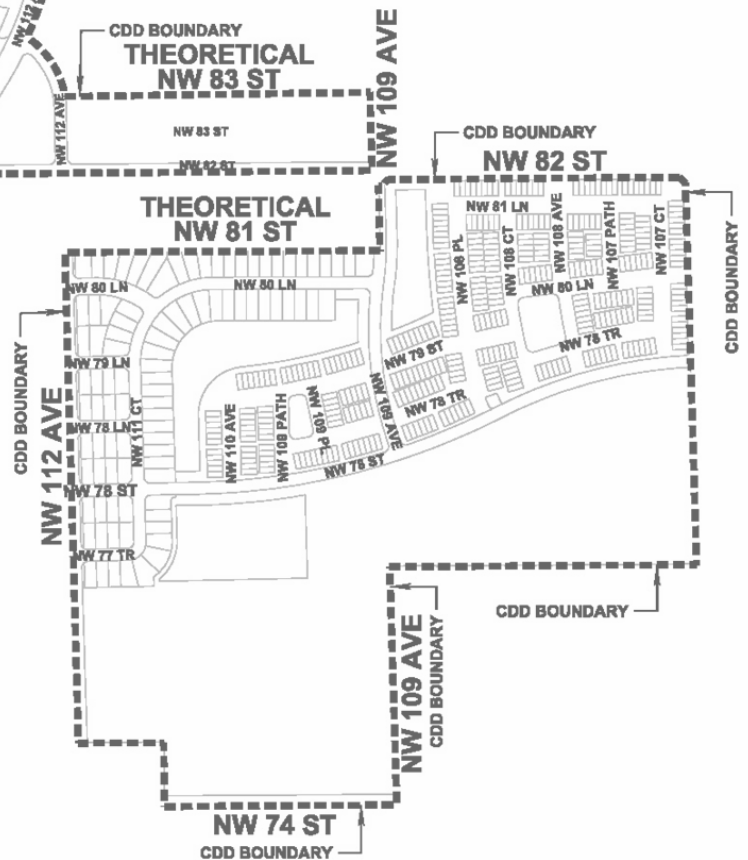 NW 112
CDD BOUNDARY
THEORETICAL
NW 83 ST
NW 109 AVE
NW 112 AVE
NW 83 ST
NW 82 ST
CDD BOUNDARY
NW 82 ST
THEORETICAL
NW 81 ST
NW 81 LN
NW 108 PL
NW 108 CT
NW 108 AVE
NW 107 PATH
NW 107 CT
CDD BOUNDARY
NW 80 LN
NW 80 LN
NW 80 LN
CDD BOUNDARY
NW 79 LN
NW 79 ST
NW 78 TR
NW 112 AVE
NW 78 LN
NW 111 CT
NW 110 AVE
NW 109 PATH
NW 109 PL
NW 109 AVE
NW 78 TR
NW 78 ST
NW 78 ST
NW 77 TR
CDD BOUNDARY
NW 109 AVE
CDD BOUNDARY
NW 74 ST
CDD BOUNDARY